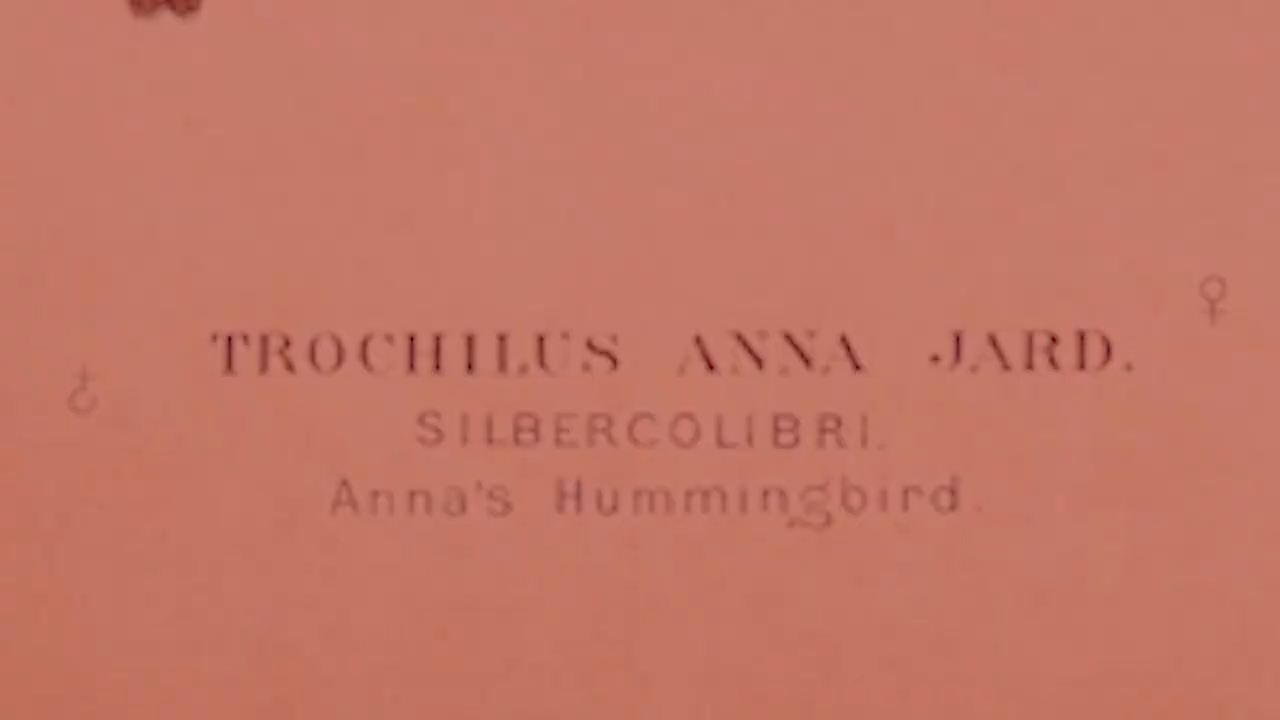 ♀
TROCHILUS ANNA JARD.
♂
SILBERCOLIBRI.
Anna's Hummingbird.